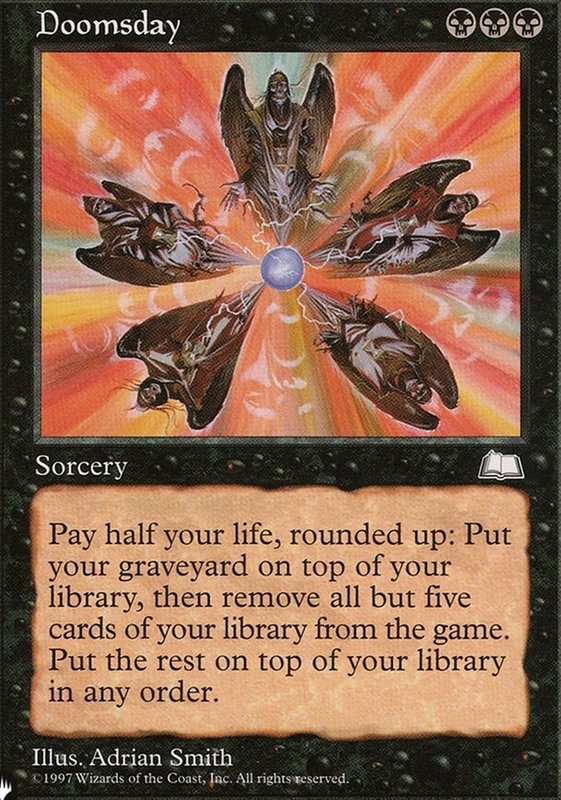 Doomsday
Sorcery
Pay half your life, rounded up: Put
your graveyard on top of your
library, then remove all but five
cards of your library from the game.
Put the rest on top of your library
in any order.
Illus. Adrian Smith
©1997 Wizards of the Coast, Inc. All rights reserved.